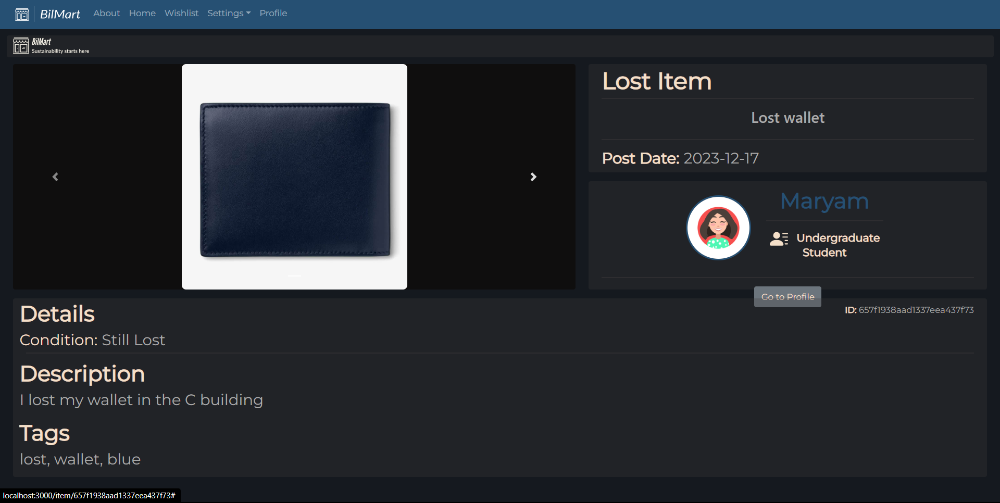 BilMart About Home Wishlist Settings Profile
BilMart
Sustainability starts here
Lost Item
Lost wallet
Post Date: 2023-12-17
Maryam
Undergraduate
Student
Go to Profile
Details
ID: 657f1938aad1337eea437f73
Condition: Still Lost
Description
I lost my wallet in the C building
Tags
lost, wallet, blue
localhost:3000/item/657f1938aad1337eea437f73#